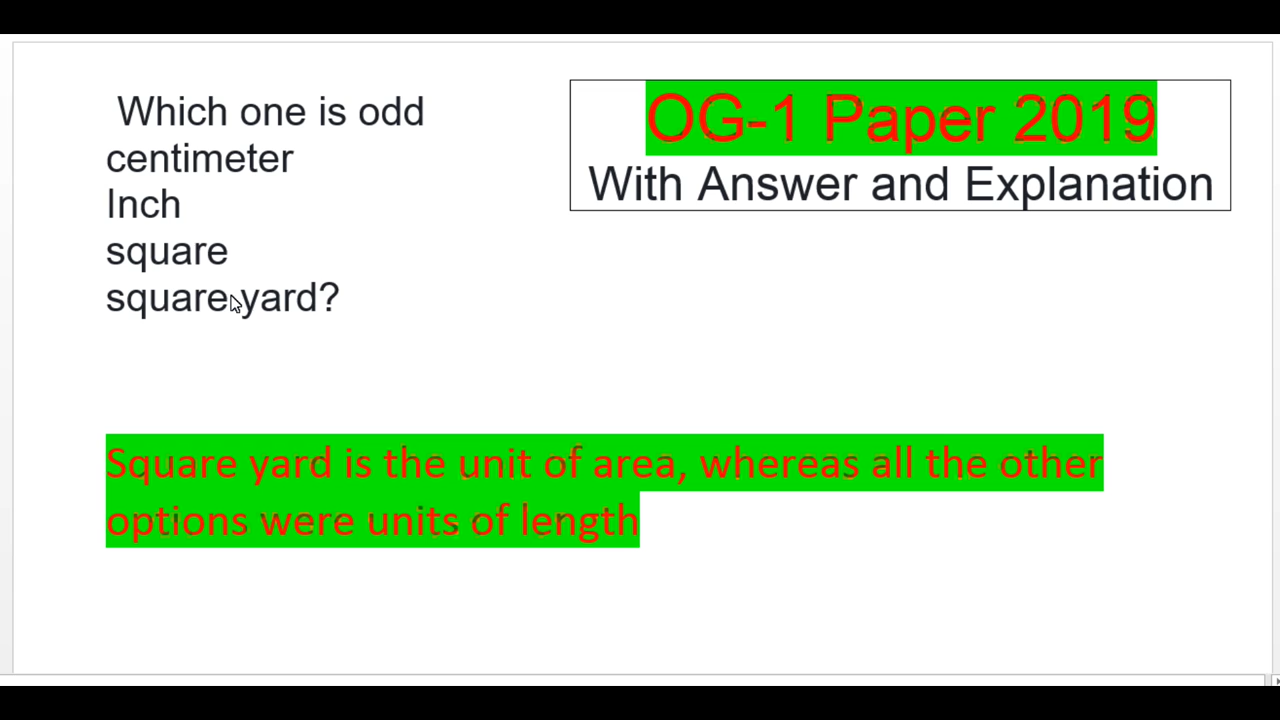 Which one is odd
centimeter
Inch
square
square yard?
OG-1 Paper 2019
With Answer and Explanation
Square yard is the unit of area, whereas all the other
options were units of length